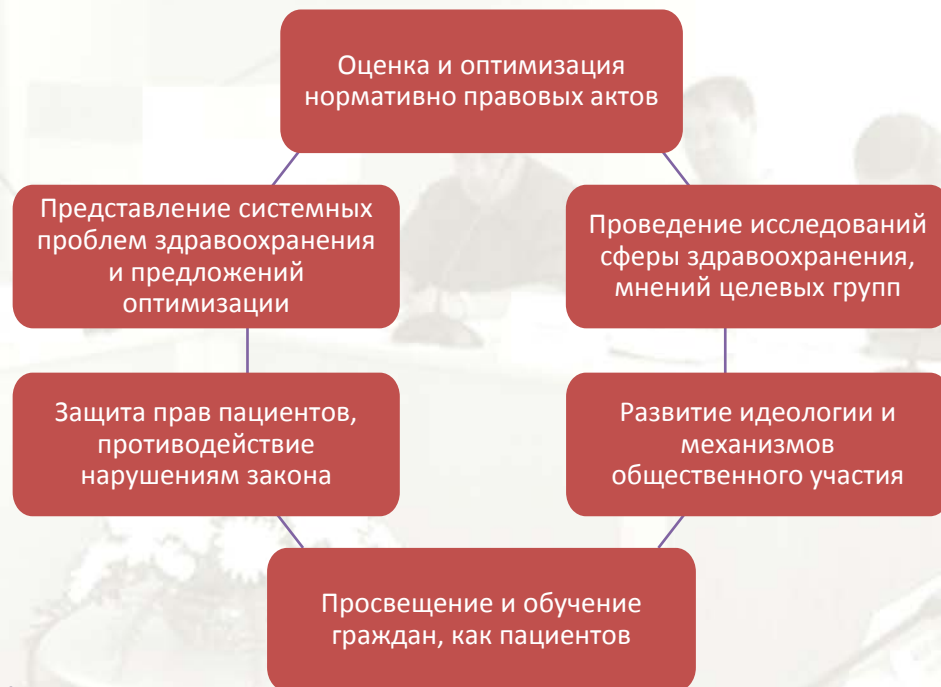 Оценка и оптимизация
нормативно правовых актов
Представление системных
проблем здравоохранения
и предложений
оптимизации
Проведение исследований
сферы здравоохранения,
мнений целевых групп
Защита прав пациентов,
противодействие
нарушениям закона
Развитие идеологии и
механизмов
общественного участия
Просвещение и обучение
граждан, как пациентов